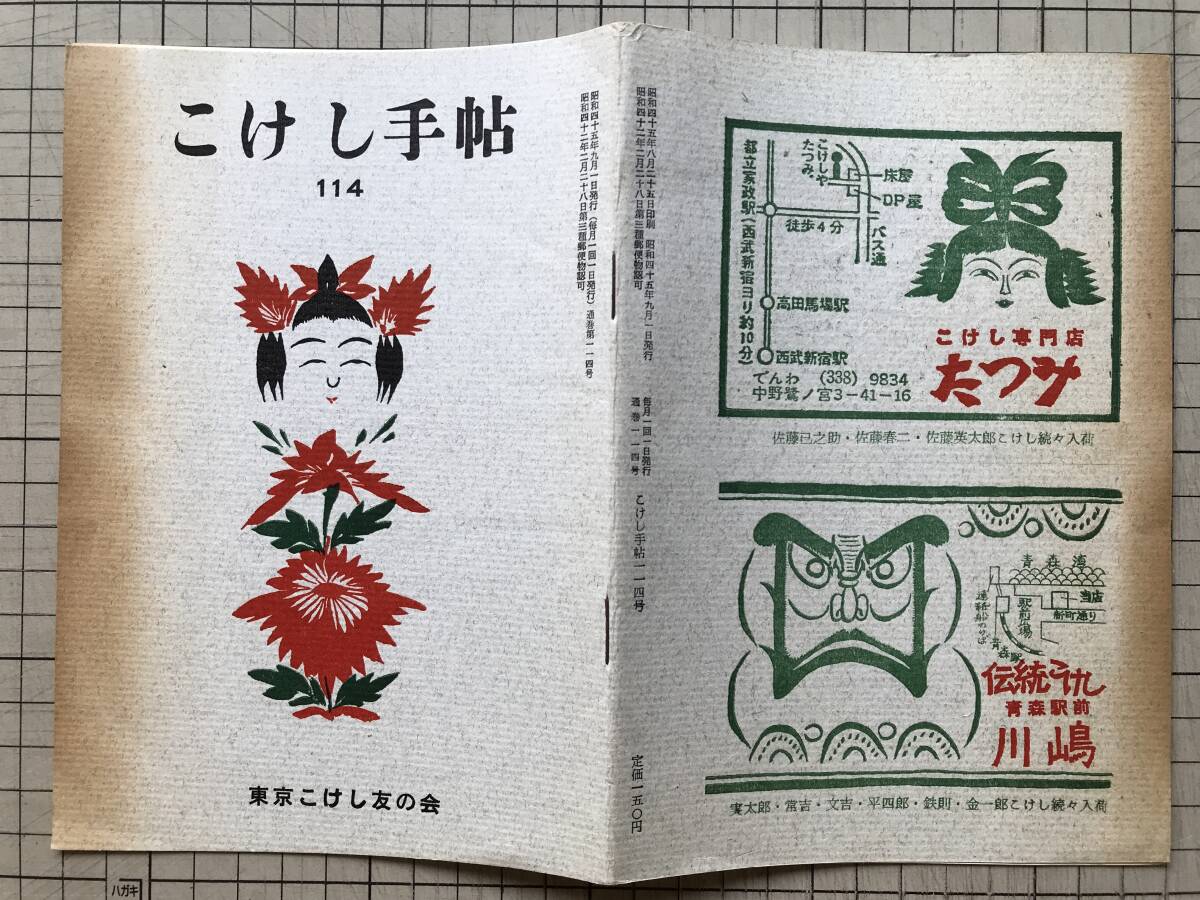 こけし手帖
114
東京こけし友の会
昭和四十五年九月一日発行（毎月一回一日発行）通巻第一一四号
昭和四十二年二月二十八日第三種郵便物認可
昭和四十五年八月二十五日印刷　昭和四十五年九月一日発行
昭和四十二年二月二十八日第三種郵便物認可
毎月一回一日発行
通巻一一四号
こけし手帖一一四号
定価一五〇円
こけしや
たつみ
床屋
DP屋
バス通
徒歩4分
都立家政駅(西武新宿ヨリ約10分)
高田馬場駅
西武新宿駅
でんわ (338) 9834
中野鷺ノ宮3-41-16
こけし専門店
たつみ
佐藤已之助・佐藤春二・佐藤英太郎こけし続々入荷
青森湾
当店
新町通り
駅前広場
連絡船のりば
青森駅
伝統こけし
青森駅前
川嶋
実太郎・常吉・文吉・平四郎・鉄則・金一郎こけし続々入荷
ハガキ